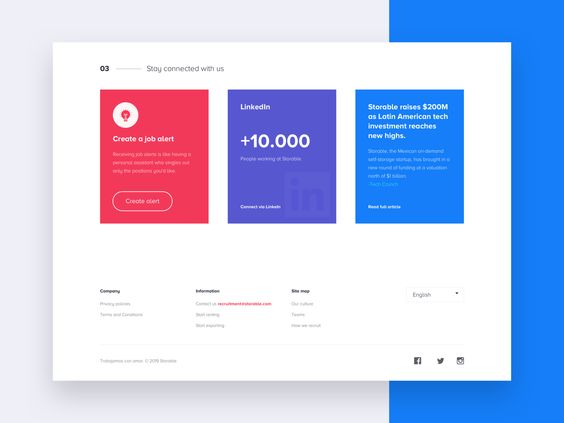 03 Stay connected with us
Create a job alert
Receiving job alerts is like having a
personal assistant who singles out
only the positions you'd like.
Create alert
LinkedIn
+10.000
People working at Storable
in
Connect via LinkeIn
Storable raises $200M
as Latin American tech
investment reaches
new highs.
Storable, the Mexican on-demand
self-storage startup, has brought in a
new round of funding at a valuation
north of $1 billion.
-Tech Crunch
Read full article
Company
Privacy policies
Terms and Conditions
Information
Contact us recruitment@storable.com
Start renting
Start exporting
Site map
Our culture
Teams
How we recruit
English
Trabajamos con amor © 2019 Storable